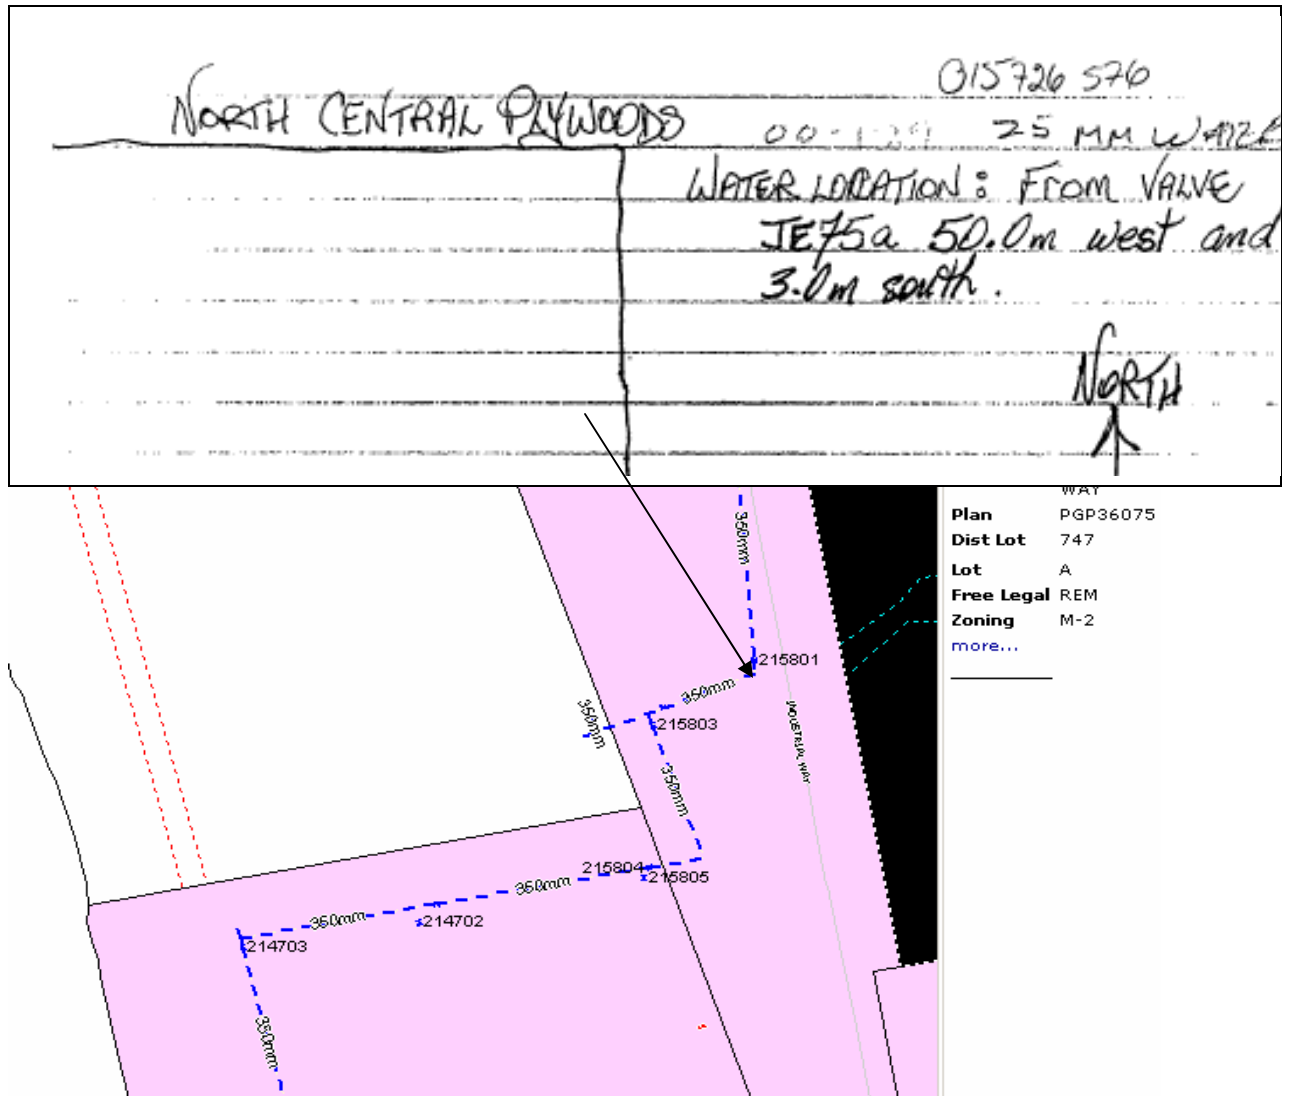 015726 576
NORTH CENTRAL PLYWOODS
25 MM
WATER LOCATION: FROM VALVE
JE75a 50.0m west and
3.0m south.
NORTH
WAY
Plan PGP36075
Dist Lot 747
Lot A
Free Legal REM
Zoning M-2
more...
350mm
215801
350mm
350mm
215803
INDUSTRIAL WAY
350mm
215804
215805
350mm
350mm
214702
214703
350mm